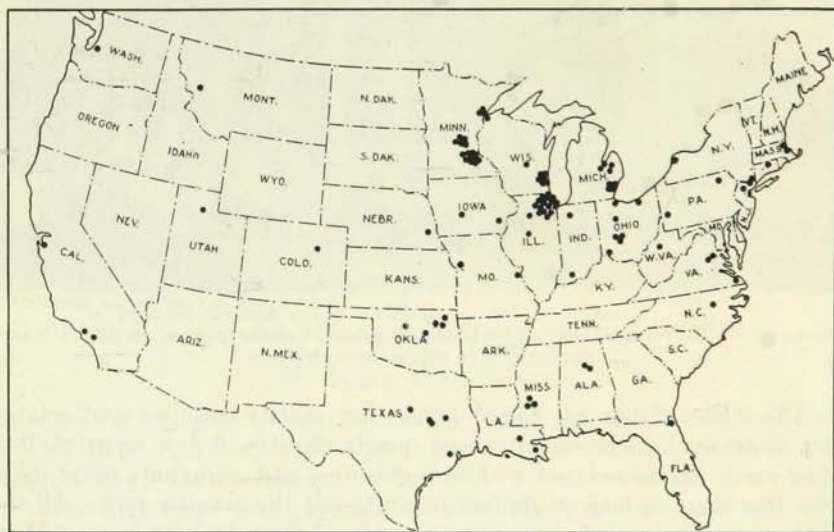 WASH.
MONT.
N. DAK.
MINN.
MAINE
OREGON
IDAHO
S. DAK.
WIS.
MICH.
VT.
N.H.
N.Y.
MASS.
WYO.
IOWA
PA.
NEV.
NEBR.
ILL.
IND.
OHIO
UTAH
COLO.
CAL.
KANS.
MO.
W. VA.
VA.
KY.
ARIZ.
N. MEX.
OKLA.
ARK.
TENN.
N.C.
S.C.
TEXAS
LA.
MISS.
ALA.
GA.
FLA.